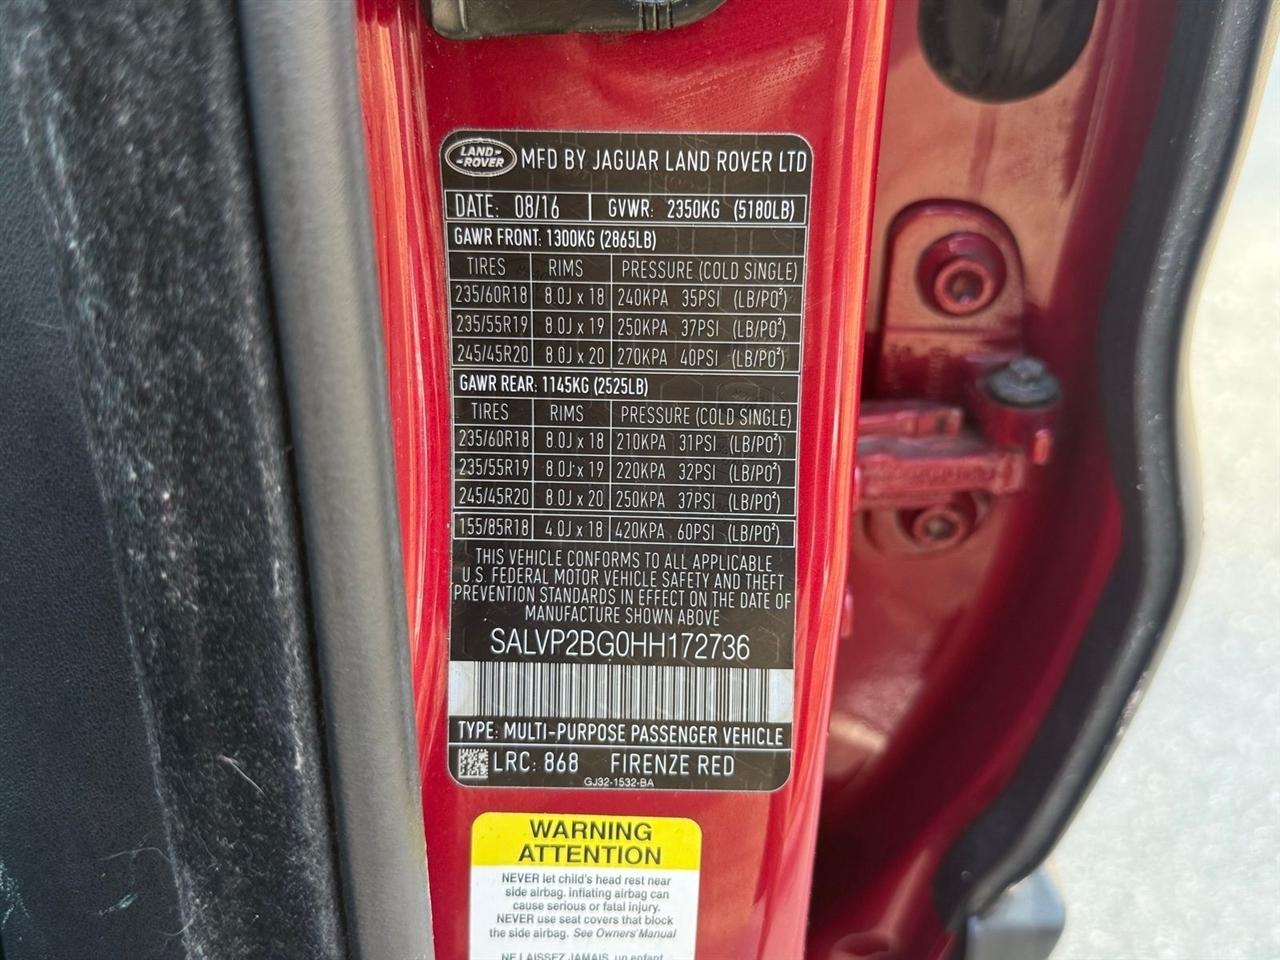 LAND-
-ROVER
MFD BY JAGUAR LAND ROVER LTD
DATE: 08/16 GVWR: 2350KG (5180LB)
GAWR FRONT: 1300KG (2865LB)
TIRES RIMS PRESSURE (COLD SINGLE)
235/60R18 8.0J x 18 240KPA 35PSI (LB/PO²)
235/55R19 8.0J x 19 250KPA 37PSI (LB/PO²)
245/45R20 8.0J x 20 270KPA 40PSI (LB/PO²)
GAWR REAR: 1145KG (2525LB)
TIRES RIMS PRESSURE (COLD SINGLE)
235/60R18 8.0J x 18 210KPA 31PSI (LB/PO²)
235/55R19 8.0J x 19 220KPA 32PSI (LB/PO²)
245/45R20 8.0J x 20 250KPA 37PSI (LB/PO²)
155/85R18 4.0J x 18 420KPA 60PSI (LB/PO²)
THIS VEHICLE CONFORMS TO ALL APPLICABLE
U.S. FEDERAL MOTOR VEHICLE SAFETY AND THEFT
PREVENTION STANDARDS IN EFFECT ON THE DATE OF
MANUFACTURE SHOWN ABOVE
SALVP2BG0HH172736
TYPE: MULTI-PURPOSE PASSENGER VEHICLE
LRC: 868 FIRENZE RED
GJ32-1532-BA
WARNING
ATTENTION
NEVER let child's head rest near
side airbag. inflating airbag can
cause serious or fatal injury.
NEVER use seat covers that block
the side airbag. See Owners' Manual
NE LAISSEZ JAMAIS, un enfant